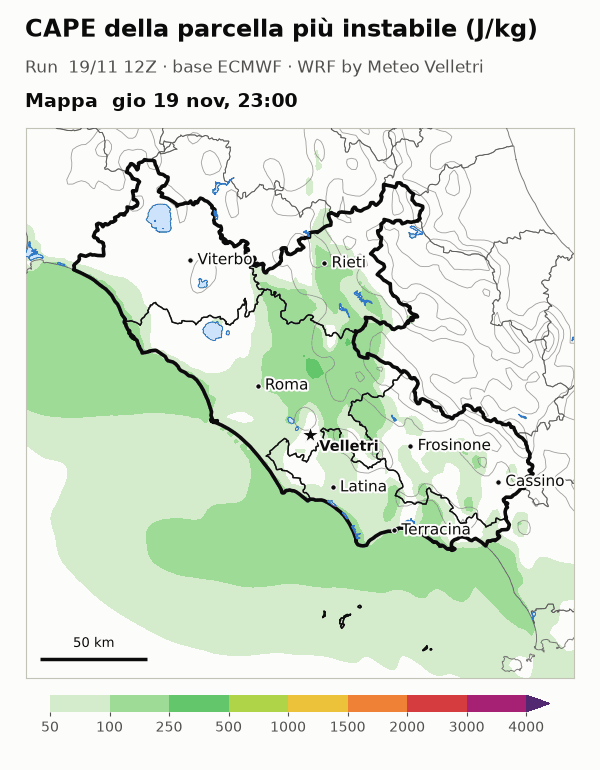 CAPE della parcella più instabile (J/kg)
Run  19/11 12Z · base ECMWF · WRF by Meteo Velletri
Mappa  gio 19 nov, 23:00
Viterbo
Rieti
Roma
Velletri
Frosinone
Latina
Cassino
Terracina
50 km
50 100 250 500 1000 1500 2000 3000 4000